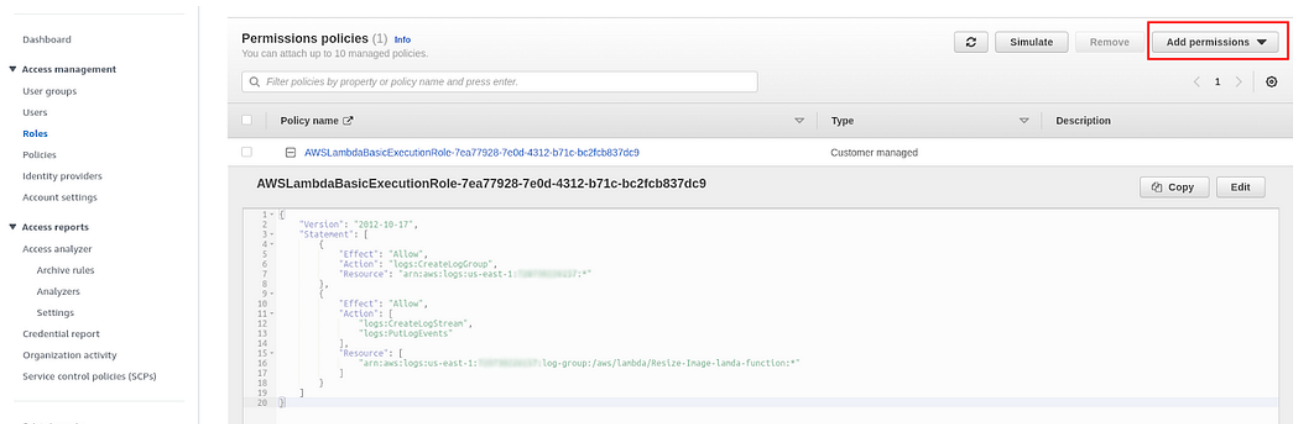 Dashboard
Access management
User groups
Users
Roles
Policies
Identity providers
Account settings
Access reports
Access analyzer
Archive rules
Analyzers
Settings
Credential report
Organization activity
Service control policies (SCPs)
Permissions policies (1) Info
You can attach up to 10 managed policies.
Simulate
Remove
Add permissions
Filter policies by property or policy name and press enter.
1
Policy name
Type
Description
AWSLambdaBasicExecutionRole-7ea77928-7e0d-4312-b71c-bc2fcb837dc9
Customer managed
AWSLambdaBasicExecutionRole-7ea77928-7e0d-4312-b71c-bc2fcb837dc9
Copy
Edit
1 {
2 "Version": "2012-10-17",
3 "Statement": [
4 {
5 "Effect": "Allow",
6 "Action": "logs:CreateLogGroup",
7 "Resource": "arn:aws:logs:us-east-1: :*"
8 },
9 {
10 "Effect": "Allow",
11 "Action": [
12 "logs:CreateLogStream",
13 "logs:PutLogEvents"
14 ],
15 "Resource": [
16 "arn:aws:logs:us-east-1: :log-group:/aws/lambda/Resize-Image-lamda-function:*"
17 ]
18 }
19 ]
20 }